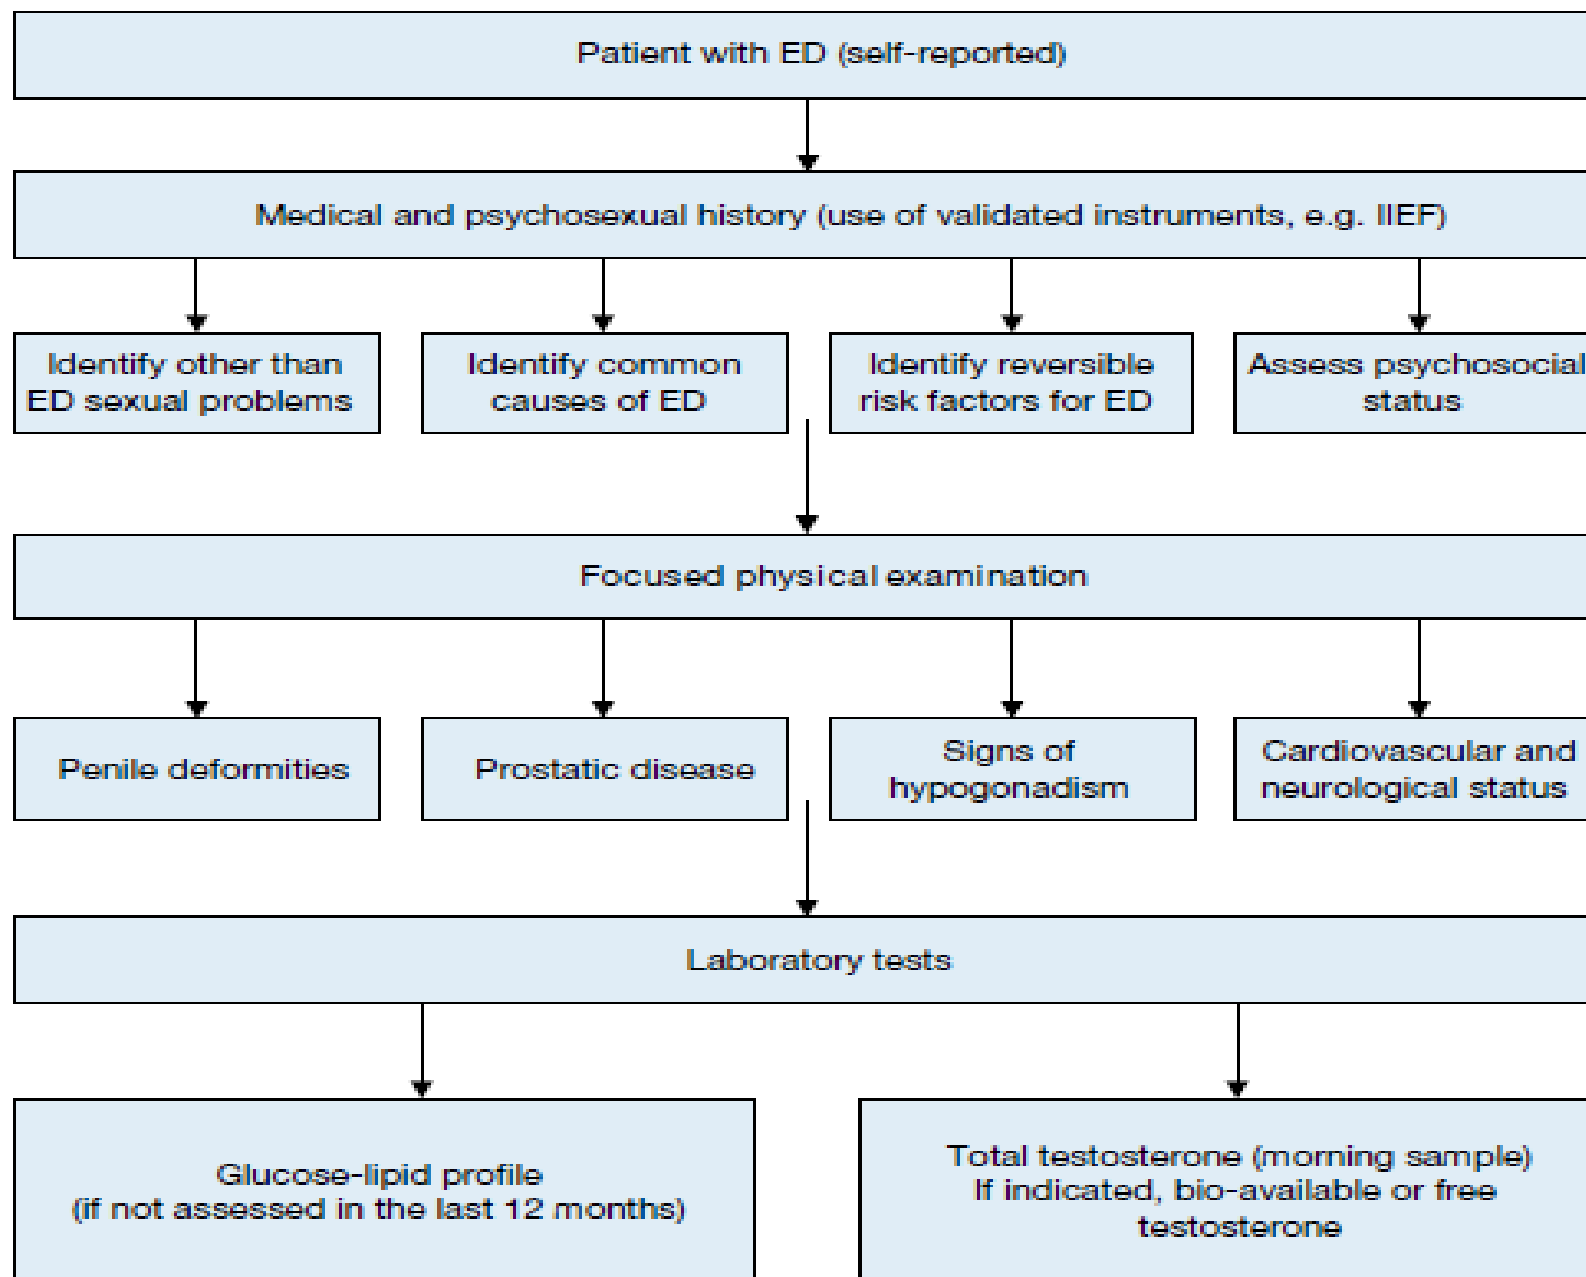 Patient with ED (self-reported)
Medical and psychosexual history (use of validated instruments, e.g. IIEF)
Identify other than
ED sexual problems
Identify common
causes of ED
Identify reversible
risk factors for ED
Assess psychosocial
status
Focused physical examination
Penile deformities
Prostatic disease
Signs of
hypogonadism
Cardiovascular and
neurological status
Laboratory tests
Glucose-lipid profile
(if not assessed in the last 12 months)
Total testosterone (morning sample)
If indicated, bio-available or free
testosterone